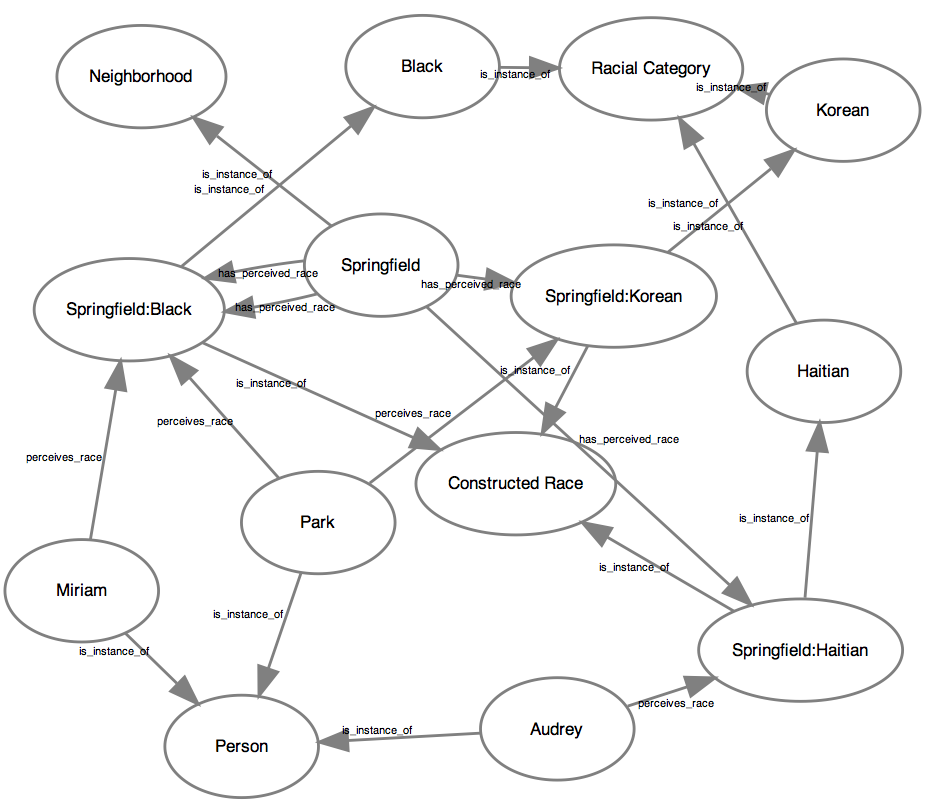 Neighborhood
Black
is_instance_of
Racial Category
is_instance_of
Korean
is_instance_of
is_instance_of
is_instance_of
is_instance_of
Springfield
has_perceived_race
has_perceived_race
Springfield:Korean
Springfield:Black
has_perceived_race
is_instance_of
Haitian
is_instance_of
perceives_race
perceives_race
has_perceived_race
perceives_race
Constructed Race
Park
is_instance_of
is_instance_of
Miriam
is_instance_of
is_instance_of
Springfield:Haitian
perceives_race
Audrey
is_instance_of
Person